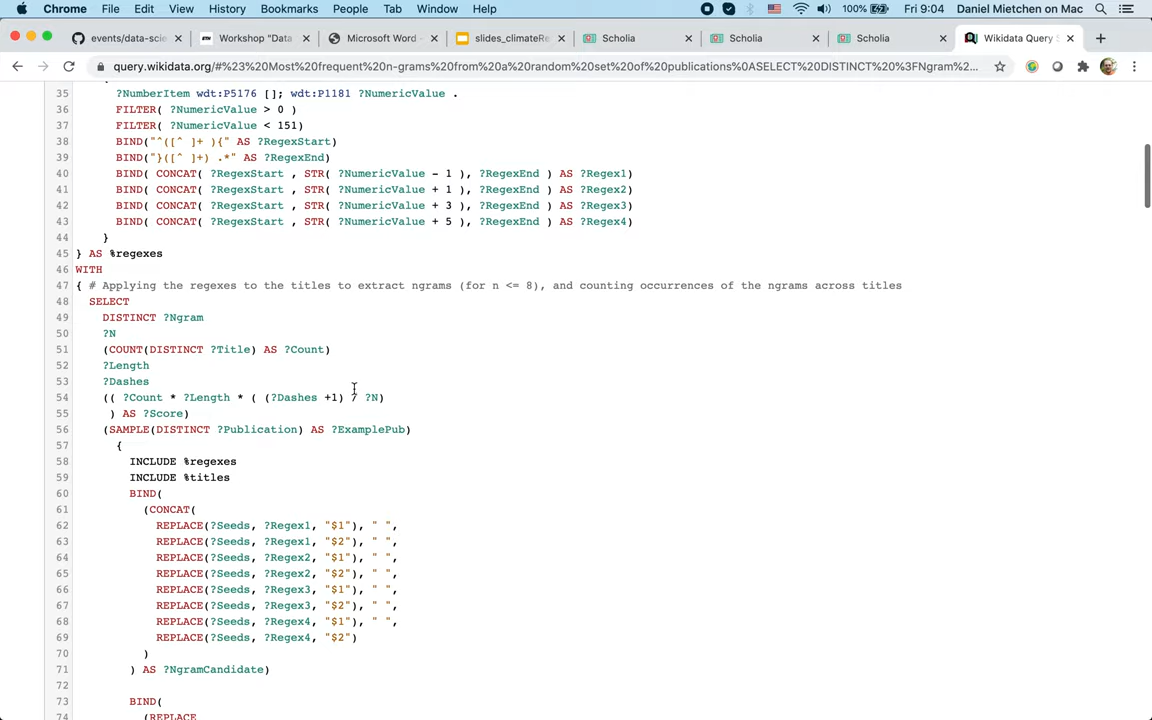 Chrome File Edit View History Bookmarks People Tab Window Help 100% Fri 9:04 Daniel Mietchen on Mac
events/data-scie Workshop "Data Microsoft Word - slides_climateRe Scholia Scholia Scholia Wikidata Query S
query.wikidata.org/#%23%20Most%20frequent%20n-grams%20from%20a%20random%20set%20of%20publications%0ASELECT%20DISTINCT%20%3FNgram%...
35 ?NumberItem wdt:P5176 []; wdt:P1181 ?NumericValue .
36 FILTER( ?NumericValue > 0 )
37 FILTER( ?NumericValue < 151)
38 BIND("^([^ ]+ ){" AS ?RegexStart)
39 BIND("}([^ ]+) .*" AS ?RegexEnd)
40 BIND( CONCAT( ?RegexStart , STR( ?NumericValue - 1 ), ?RegexEnd ) AS ?Regex1)
41 BIND( CONCAT( ?RegexStart , STR( ?NumericValue + 1 ), ?RegexEnd ) AS ?Regex2)
42 BIND( CONCAT( ?RegexStart , STR( ?NumericValue + 3 ), ?RegexEnd ) AS ?Regex3)
43 BIND( CONCAT( ?RegexStart , STR( ?NumericValue + 5 ), ?RegexEnd ) AS ?Regex4)
44 }
45 } AS %regexes
46 WITH
47 { # Applying the regexes to the titles to extract ngrams (for n <= 8), and counting occurrences of the ngrams across titles
48 SELECT
49 DISTINCT ?Ngram
50 ?N
51 (COUNT(DISTINCT ?Title) AS ?Count)
52 ?Length
53 ?Dashes
54 (( ?Count * ?Length * ( (?Dashes +1) / ?N)
55 ) AS ?Score)
56 (SAMPLE(DISTINCT ?Publication) AS ?ExamplePub)
57 {
58 INCLUDE %regexes
59 INCLUDE %titles
60 BIND(
61 (CONCAT(
62 REPLACE(?Seeds, ?Regex1, "$1"), " ",
63 REPLACE(?Seeds, ?Regex1, "$2"), " ",
64 REPLACE(?Seeds, ?Regex2, "$1"), " ",
65 REPLACE(?Seeds, ?Regex2, "$2"), " ",
66 REPLACE(?Seeds, ?Regex3, "$1"), " ",
67 REPLACE(?Seeds, ?Regex3, "$2"), " ",
68 REPLACE(?Seeds, ?Regex4, "$1"), " ",
69 REPLACE(?Seeds, ?Regex4, "$2")
70 )
71 ) AS ?NgramCandidate)
72
73 BIND(
74 (REPLACE